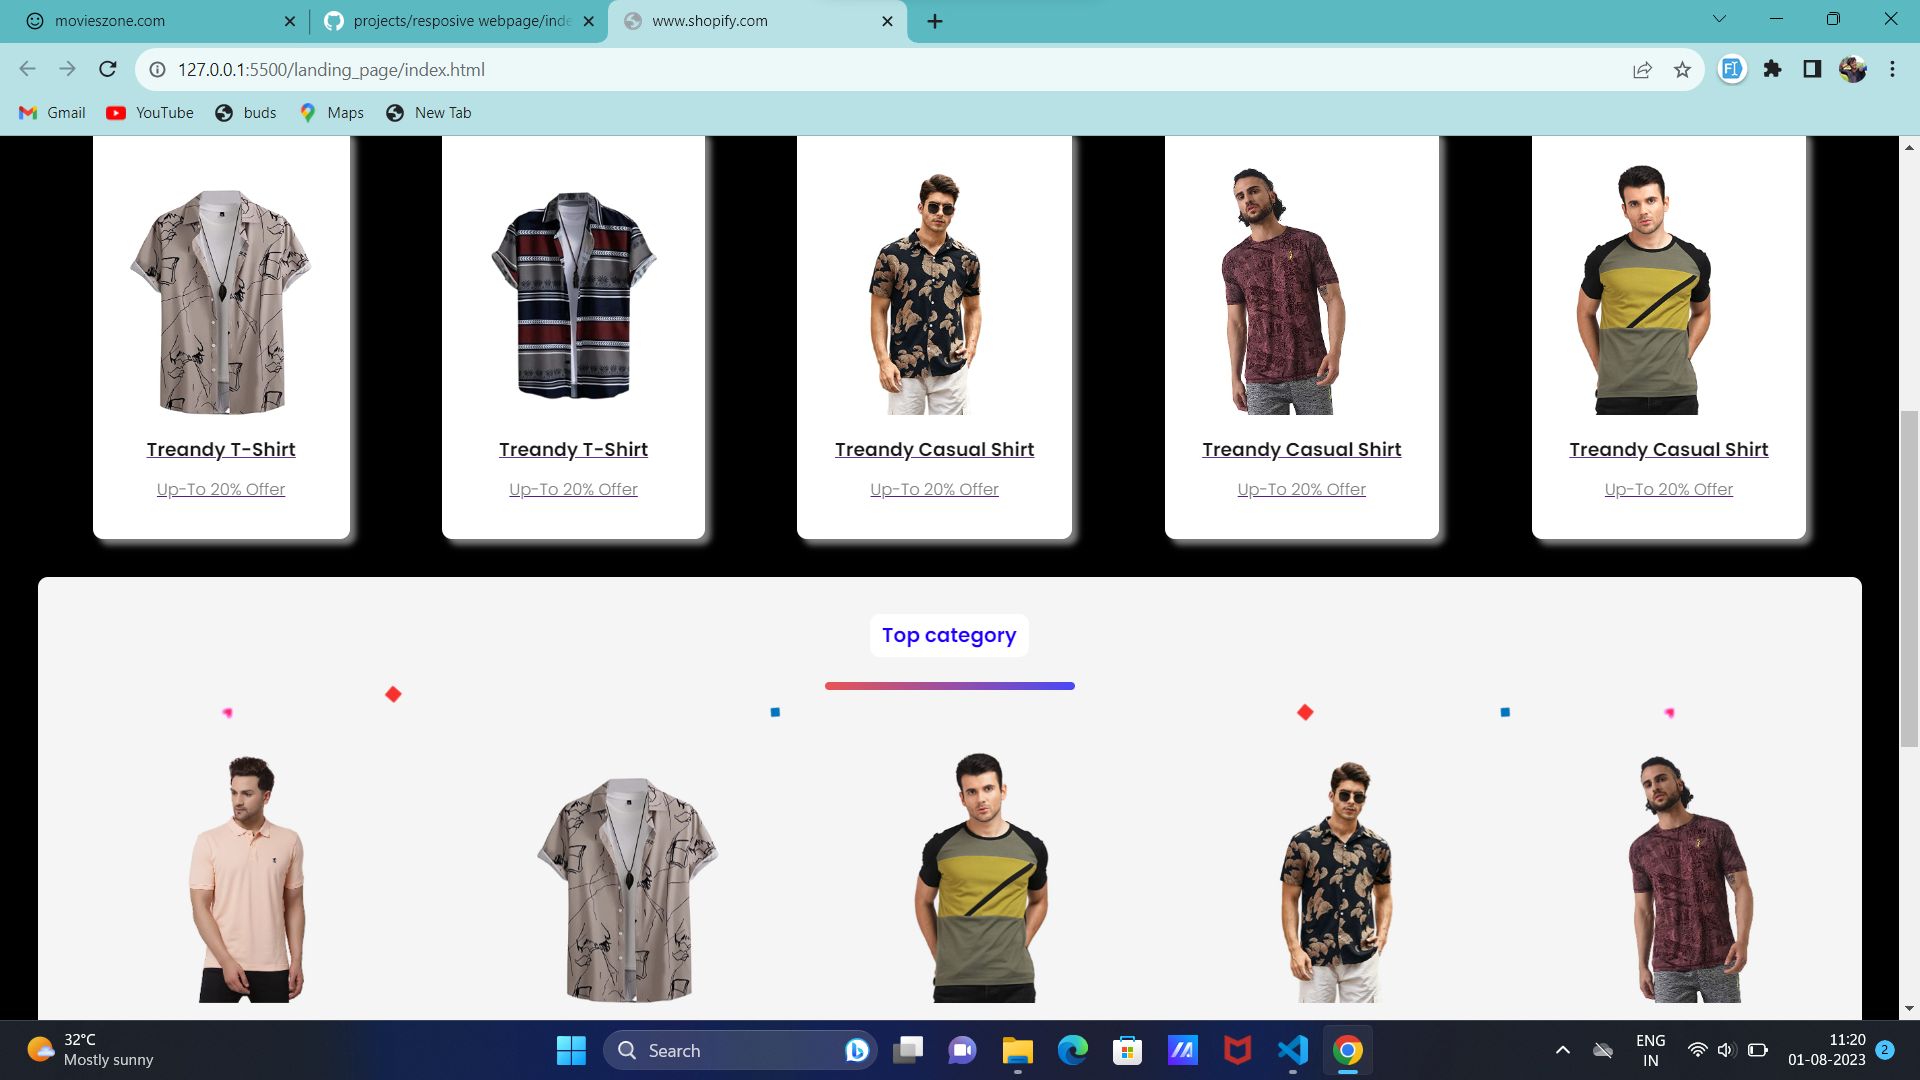 movieszone.com
projects/resposive webpage/inde
www.shopify.com
127.0.0.1:5500/landing_page/index.html
Gmail
YouTube
buds
Maps
New Tab
Treandy T-Shirt
Treandy T-Shirt
Treandy Casual Shirt
Treandy Casual Shirt
Treandy Casual Shirt
Up-To 20% Offer
Up-To 20% Offer
Up-To 20% Offer
Up-To 20% Offer
Up-To 20% Offer
Top category
32°C
Mostly sunny
Search
ENG
IN
11:20
01-08-2023
2